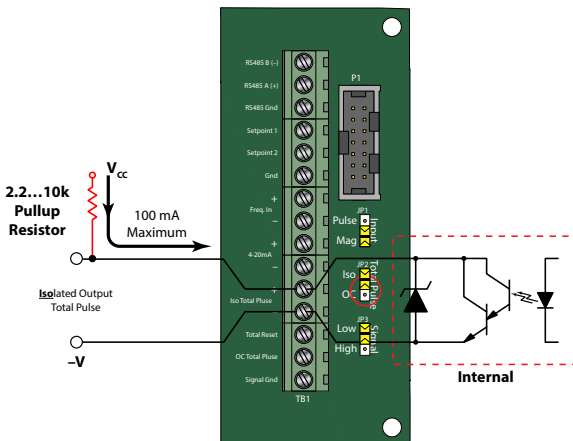 RS485 B (–)
RS485 A (+)
RS485 Gnd
Setpoint 1
Setpoint 2
Gnd
+
Freq. In
–
+
4-20mA
–
+
Iso Total Pluse
–
Total Reset
OC Total Pluse
Signal Gnd
TB1
P1
JP1
Pulse
Mag
Input
JP2
Iso
OC
Total Pulse
JP3
Low
High
Signal
VCC
2.2...10k
Pullup
Resistor
100 mA
Maximum
Isolated Output
Total Pulse
–V
Internal